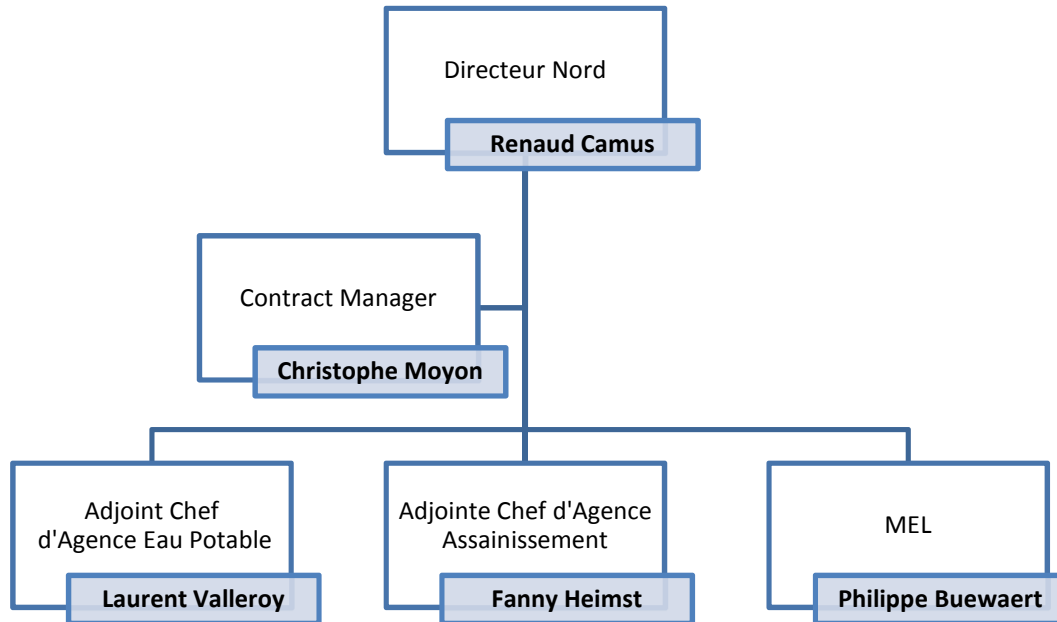 Directeur Nord
Renaud Camus
Contract Manager
Christophe Moyon
Adjoint Chef
d'Agence Eau Potable
Laurent Valleroy
Adjointe Chef d'Agence
Assainissement
Fanny Heimst
MEL
Philippe Buewaert